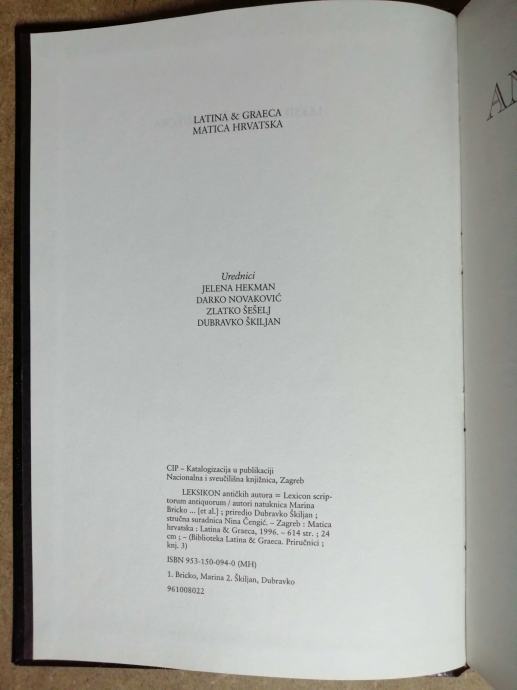 LATINA & GRAECA
MATICA HRVATSKA
Urednici
JELENA HEKMAN
DARKO NOVAKOVIĆ
ZLATKO ŠEŠELJ
DUBRAVKO ŠKILJAN
CIP – Katalogizacija u publikaciji
Nacionalna i sveučilišna knjižnica, Zagreb
LEKSIKON antičkih autora = Lexicon scrip-
torum antiquorum / autori natuknica Marina
Bricko ... [et al.] ; priredio Dubravko Škiljan ;
stručna suradnica Nina Čengić. – Zagreb : Matica
hrvatska : Latina & Graeca, 1996. – 614 str. ; 24
cm ; – (Biblioteka Latina & Graeca. Priručnici ;
knj. 3)
ISBN 953-150-094-0 (MH)
1. Bricko, Marina 2. Škiljan, Dubravko
961008022
AN